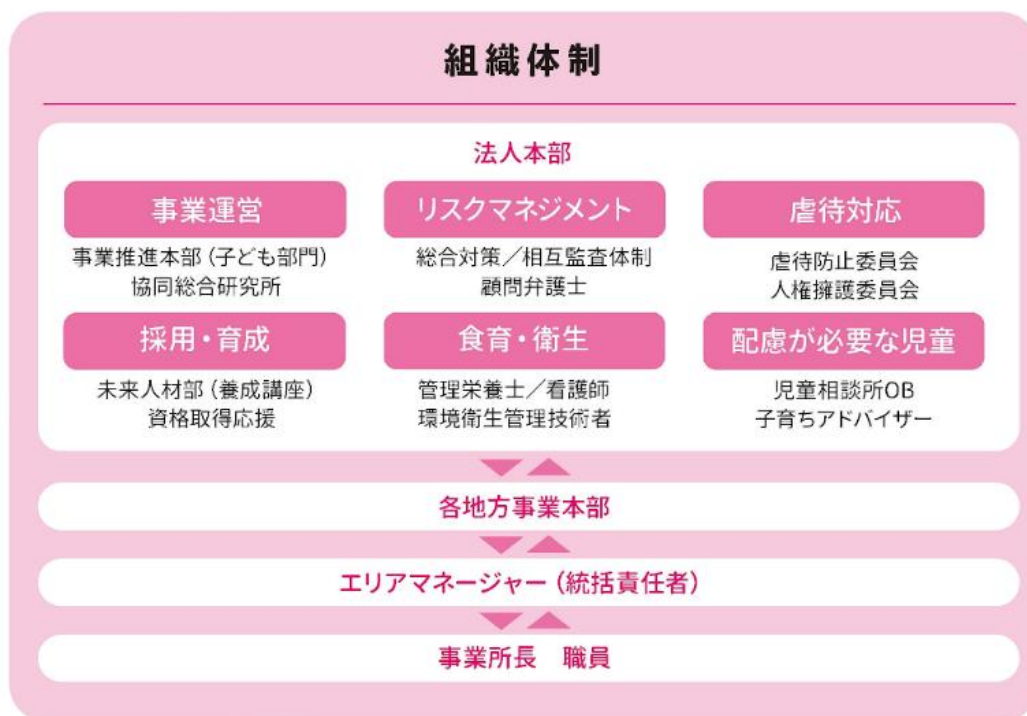 組織体制
法人本部
事業運営
事業推進本部（子ども部門）
協同総合研究所
リスクマネジメント
総合対策／相互監査体制
顧問弁護士
虐待対応
虐待防止委員会
人権擁護委員会
採用・育成
未来人材部（養成講座）
資格取得応援
食育・衛生
管理栄養士／看護師
環境衛生管理技術者
配慮が必要な児童
児童相談所OB
子育ちアドバイザー
各地方事業本部
エリアマネージャー（統括責任者）
事業所長　職員